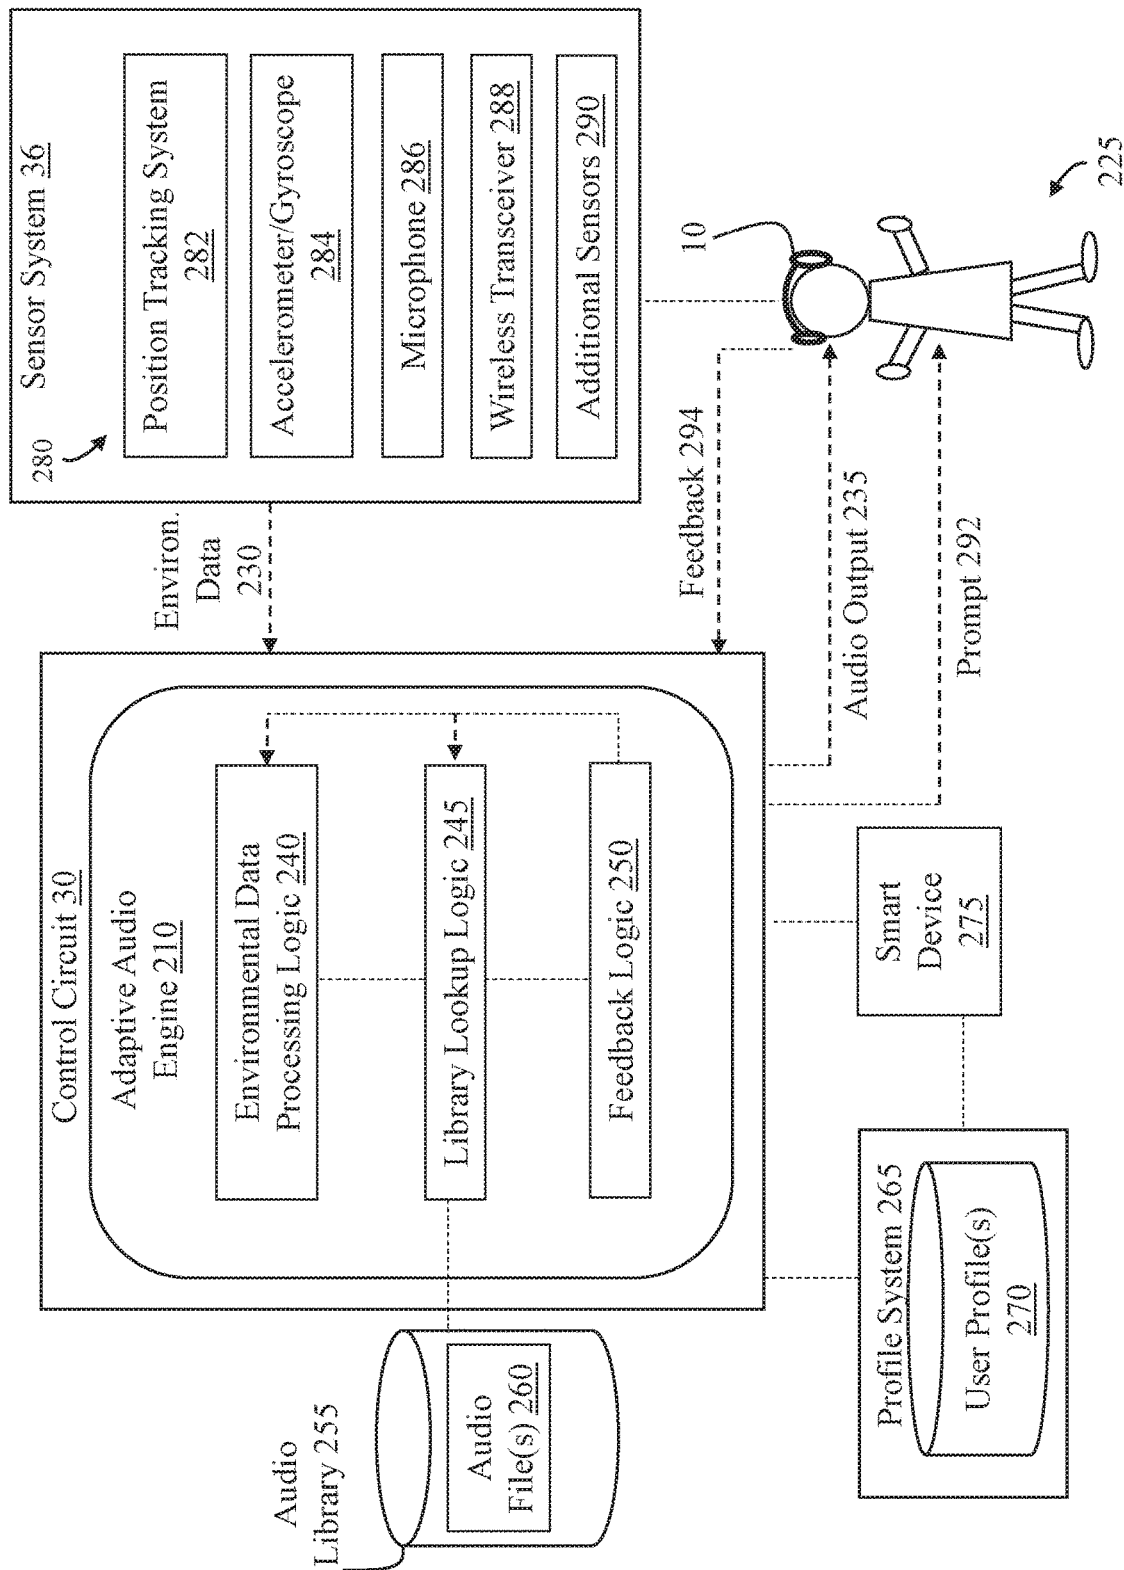 Audio
Library 255
Audio
File(s) 260
Control Circuit 30
Adaptive Audio
Engine 210
Environmental Data
Processing Logic 240
Library Lookup Logic 245
Feedback Logic 250
Profile System 265
User Profile(s)
270
Smart
Device
275
Environ.
Data
230
Feedback 294
Audio Output 235
Prompt 292
Sensor System 36
280
Position Tracking System
282
Accelerometer/Gyroscope
284
Microphone 286
Wireless Transceiver 288
Additional Sensors 290
10
225